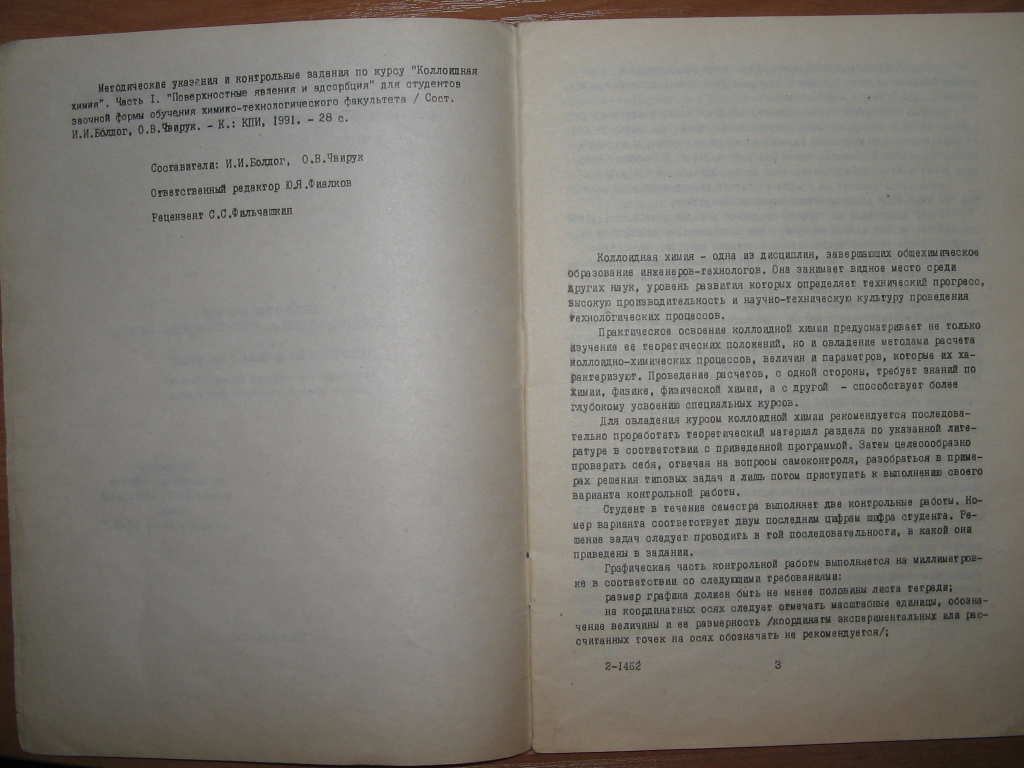 Методические указания и контрольные задания по курсу "Коллоидная
химия". Часть I. "Поверхностные явления и адсорбция" для студентов
заочной формы обучения химико-технологического факультета / Сост.
И.И.Болдог, О.В.Чвирук. - К.: КПИ, 1991. - 28 с.
Составители: И.И.Болдог, О.В.Чвирук
Ответственный редактор Ю.Я.Фиалков
Рецензент С.С.Фильчашкин
Коллоидная химия - одна из дисциплин, завершающих общехимическое
образование инженеров-технологов. Она занимает видное место среди
других наук, уровень развития которых определяет технический прогресс,
высокую производительность и научно-техническую культуру проведения
технологических процессов.
Практическое освоение коллоидной химии предусматривает не только
изучение ее теоретических положений, но и овладение методами расчета
коллоидно-химических процессов, величин и параметров, которые их ха-
рактеризуют. Проведение расчетов, с одной стороны, требует знаний по
химии, физике, физической химии, а с другой - способствует более
глубокому усвоению специальных курсов.
Для овладения курсом коллоидной химии рекомендуется последова-
тельно проработать теоретический материал раздела по указанной лите-
ратуре в соответствии с приведенной программой. Затем целесообразно
проверить себя, отвечая на вопросы самоконтроля, разобраться в приме-
рах решения типовых задач и лишь потом приступить к выполнению своего
варианта контрольной работы.
Студент в течение семестра выполняет две контрольные работы. Но-
мер варианта соответствует двум последним цифрам шифра студента. Ре-
шение задач следует проводить в той последовательности, в какой они
приведены в задании.
Графическая часть контрольной работы выполняется на миллиметров-
ке в соответствии со следующими требованиями:
размер графика должен быть не менее половины листа тетради;
на координатных осях следует отмечать масштабные единицы, обозна-
чение величины и ее размерность /координаты экспериментальных или рас-
считанных точек на осях обозначать не рекомендуется/;
2-1462
3